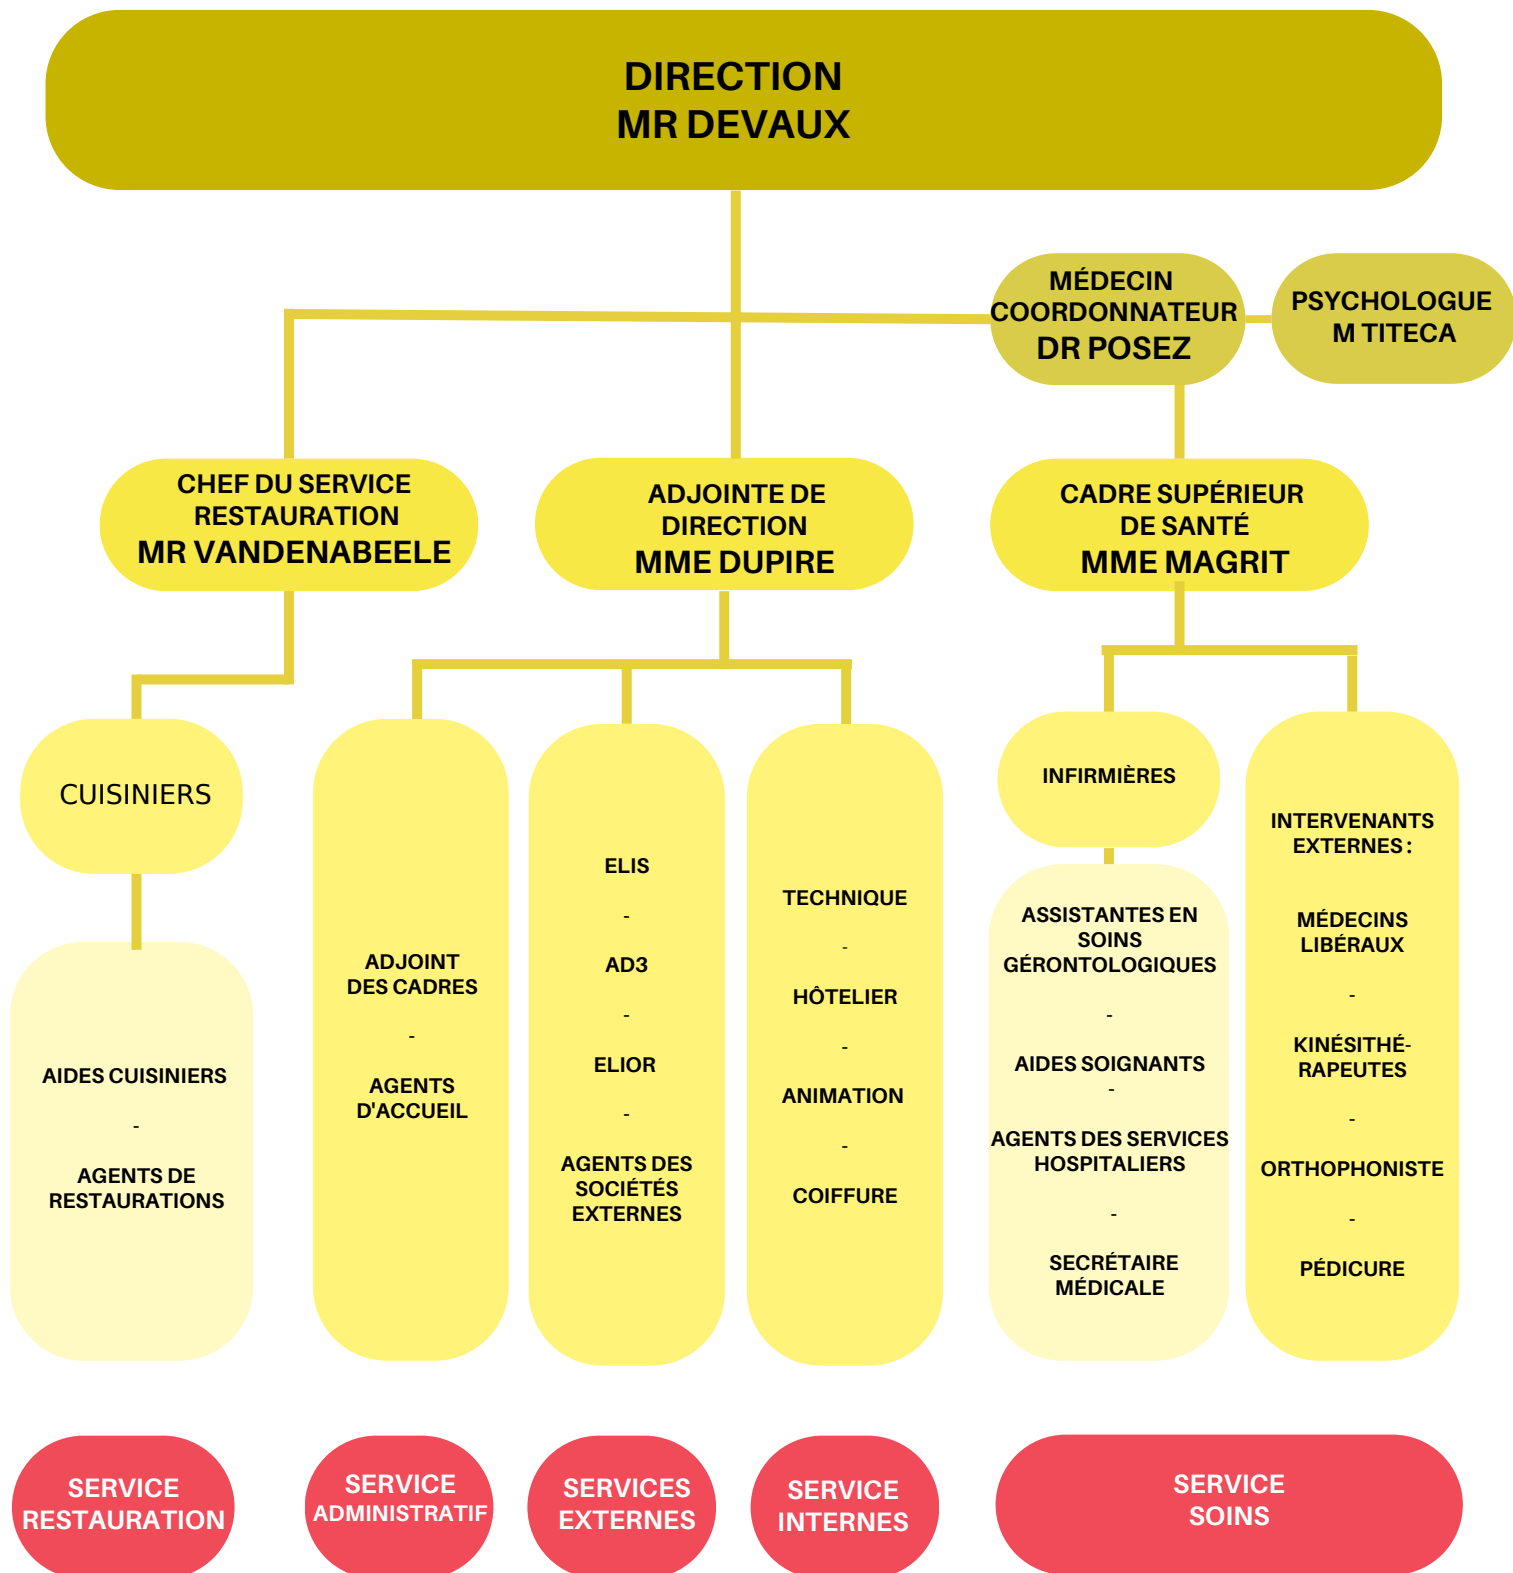 DIRECTION
MR DEVAUX
MÉDECIN
COORDONNATEUR
DR POSEZ
PSYCHOLOGUE
M TITECA
CHEF DU SERVICE
RESTAURATION
MR VANDENABEELE
ADJOINTE DE
DIRECTION
MME DUPIRE
CADRE SUPÉRIEUR
DE SANTÉ
MME MAGRIT
CUISINIERS
AIDES CUISINIERS
-
AGENTS DE
RESTAURATIONS
ADJOINT
DES CADRES
-
AGENTS
D'ACCUEIL
ELIS
-
AD3
-
ELIOR
-
AGENTS DES
SOCIÉTÉS
EXTERNES
TECHNIQUE
-
HÔTELIER
-
ANIMATION
-
COIFFURE
INFIRMIÈRES
ASSISTANTES EN
SOINS
GÉRONTOLOGIQUES
-
AIDES SOIGNANTS
-
AGENTS DES SERVICES
HOSPITALIERS
-
SECRÉTAIRE
MÉDICALE
INTERVENANTS
EXTERNES :
MÉDECINS
LIBÉRAUX
-
KINÉSITHÉ-
RAPEUTES
-
ORTHOPHONISTE
-
PÉDICURE
SERVICE
RESTAURATION
SERVICE
ADMINISTRATIF
SERVICES
EXTERNES
SERVICE
INTERNES
SERVICE
SOINS